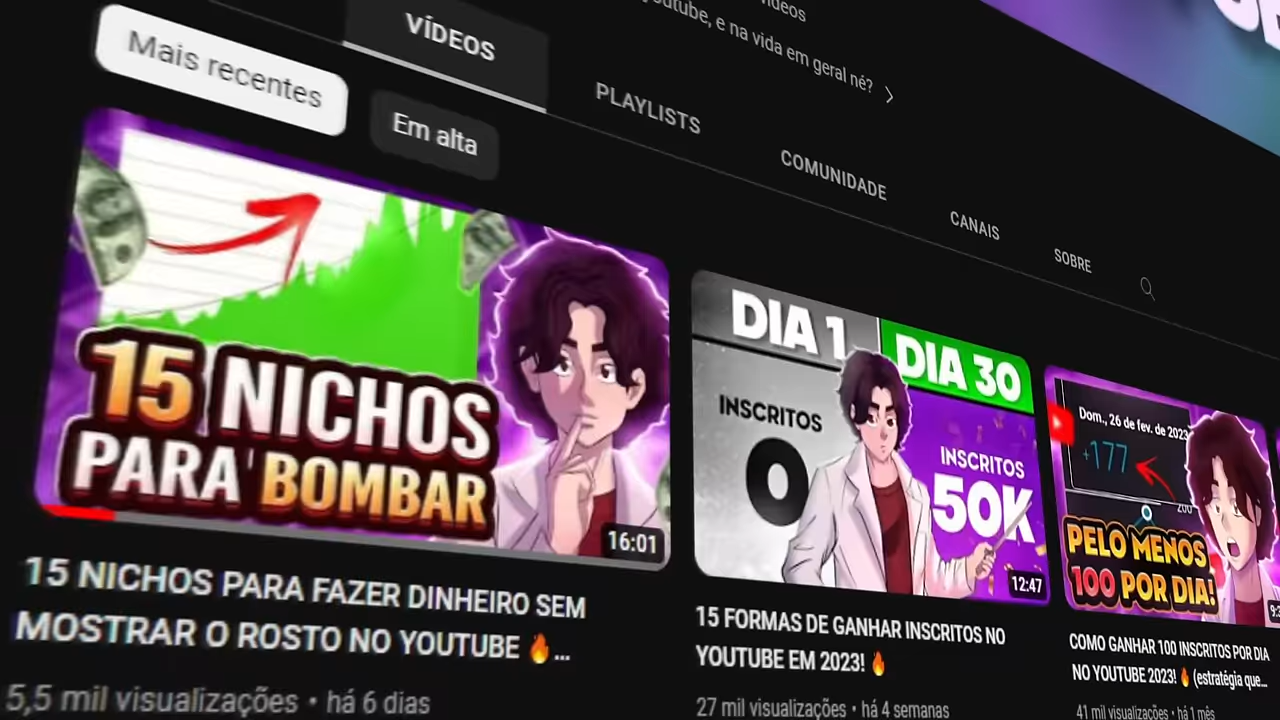 outube, e na vida em geral né?
VÍDEOS
PLAYLISTS
COMUNIDADE
CANAIS
SOBRE
Mais recentes
Em alta
15 NICHOS
PARA BOMBAR
16:01
15 NICHOS PARA FAZER DINHEIRO SEM
MOSTRAR O ROSTO NO YOUTUBE 🔥...
5,5 mil visualizações • há 6 dias
DIA 1
DIA 30
INSCRITOS
0
INSCRITOS
50K
12:47
15 FORMAS DE GANHAR INSCRITOS NO
YOUTUBE EM 2023! 🔥
27 mil visualizações • há 4 semanas
Dom., 26 de fev. de 2023
+177
200
PELO MENOS
100 POR DIA!
COMO GANHAR 100 INSCRITOS POR DIA
NO YOUTUBE 2023! 🔥 (estratégia que...
41 mil visualizações • há 1 mês